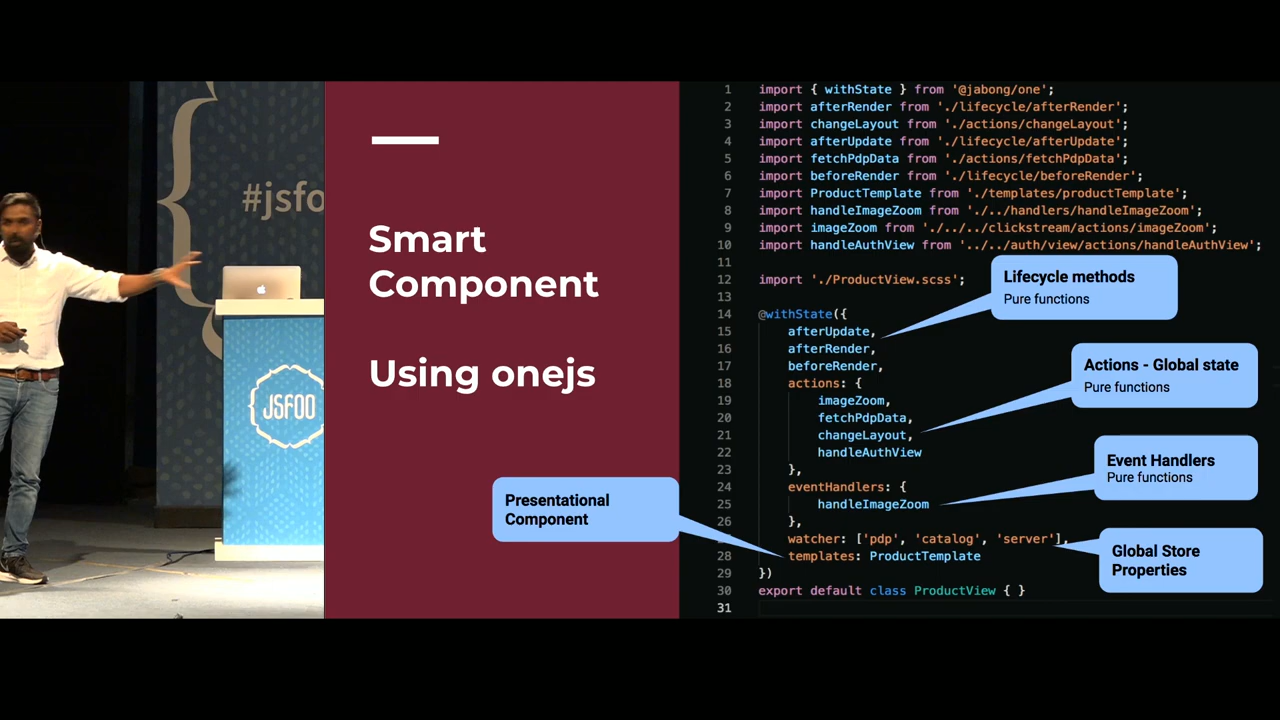 #jsfo
JSFOO
Smart
Component
Using onejs
Presentational
Component
1 import { withState } from '@jabong/one';
2 import afterRender from './lifecycle/afterRender';
3 import changeLayout from './actions/changeLayout';
4 import afterUpdate from './lifecycle/afterUpdate';
5 import fetchPdpData from './actions/fetchPdpData';
6 import beforeRender from './lifecycle/beforeRender';
7 import ProductTemplate from './templates/productTemplate';
8 import handleImageZoom from './../handlers/handleImageZoom';
9 import imageZoom from './../../clickstream/actions/imageZoom';
10 import handleAuthView from '../../auth/view/actions/handleAuthView';
11
12 import './ProductView.scss';
13
14 @withState({
15 afterUpdate,
16 afterRender,
17 beforeRender,
18 actions: {
19 imageZoom,
20 fetchPdpData,
21 changeLayout,
22 handleAuthView
23 },
24 eventHandlers: {
25 handleImageZoom
26 },
watcher: ['pdp', 'catalog', 'server'],
28 templates: ProductTemplate
29 })
30 export default class ProductView { }
31
Lifecycle methods
Pure functions
Actions - Global state
Pure functions
Event Handlers
Pure functions
Global Store
Properties